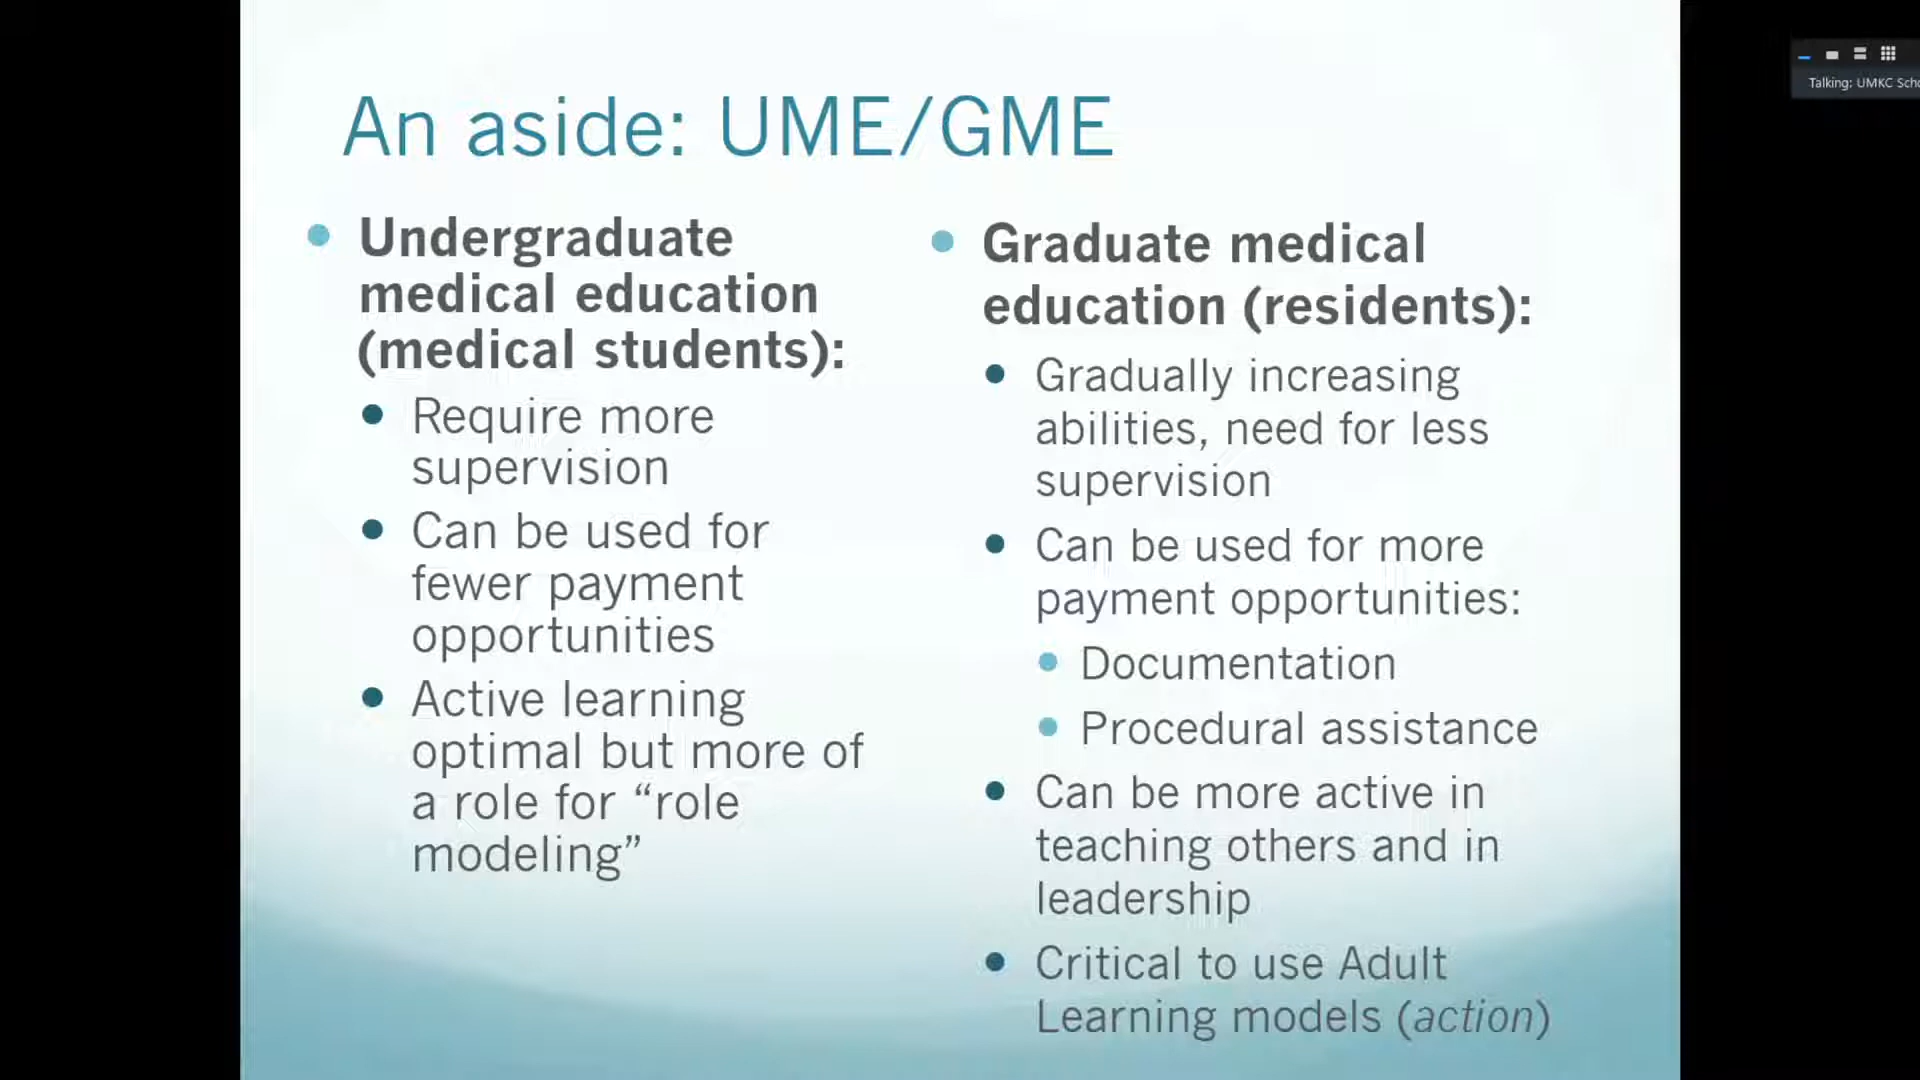 An aside: UME/GME
Undergraduate
medical education
(medical students):
Require more
supervision
Can be used for
fewer payment
opportunities
Active learning
optimal but more of
a role for “role
modeling”
Graduate medical
education (residents):
Gradually increasing
abilities, need for less
supervision
Can be used for more
payment opportunities:
Documentation
Procedural assistance
Can be more active in
teaching others and in
leadership
Critical to use Adult
Learning models (action)
Talking: UMKC Scho